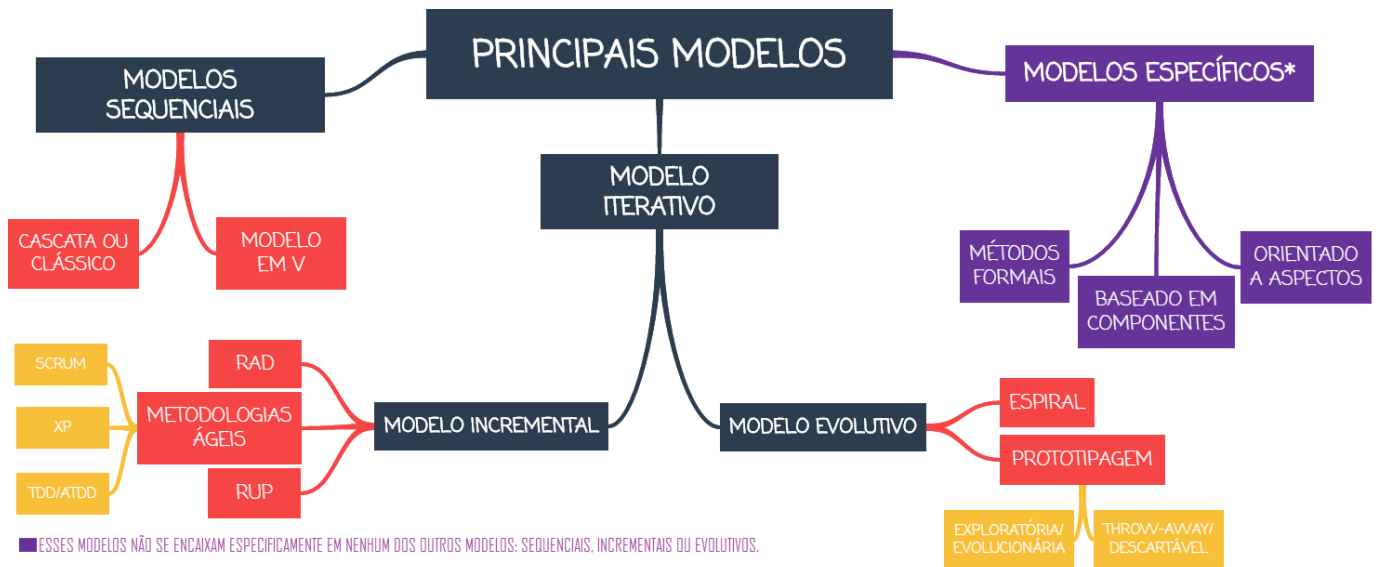 PRINCIPAIS MODELOS
MODELOS
SEQUENCIAIS
MODELOS ESPECÍFICOS*
MODELO
ITERATIVO
CASCATA OU
CLÁSSICO
MODELO
EM V
MÉTODOS
FORMAIS
BASEADO EM
COMPONENTES
ORIENTADO
A ASPECTOS
SCRUM
XP
TDD/ATDD
RAD
METODOLOGIAS
ÁGEIS
RUP
MODELO INCREMENTAL
MODELO EVOLUTIVO
ESPIRAL
PROTOTIPAGEM
EXPLORATÓRIA/
EVOLUCIONÁRIA
THROW-AWAY/
DESCARTÁVEL
ESSES MODELOS NÃO SE ENCAIXAM ESPECIFICAMENTE EM NENHUM DOS OUTROS MODELOS: SEQUENCIAIS, INCREMENTAIS OU EVOLUTIVOS.